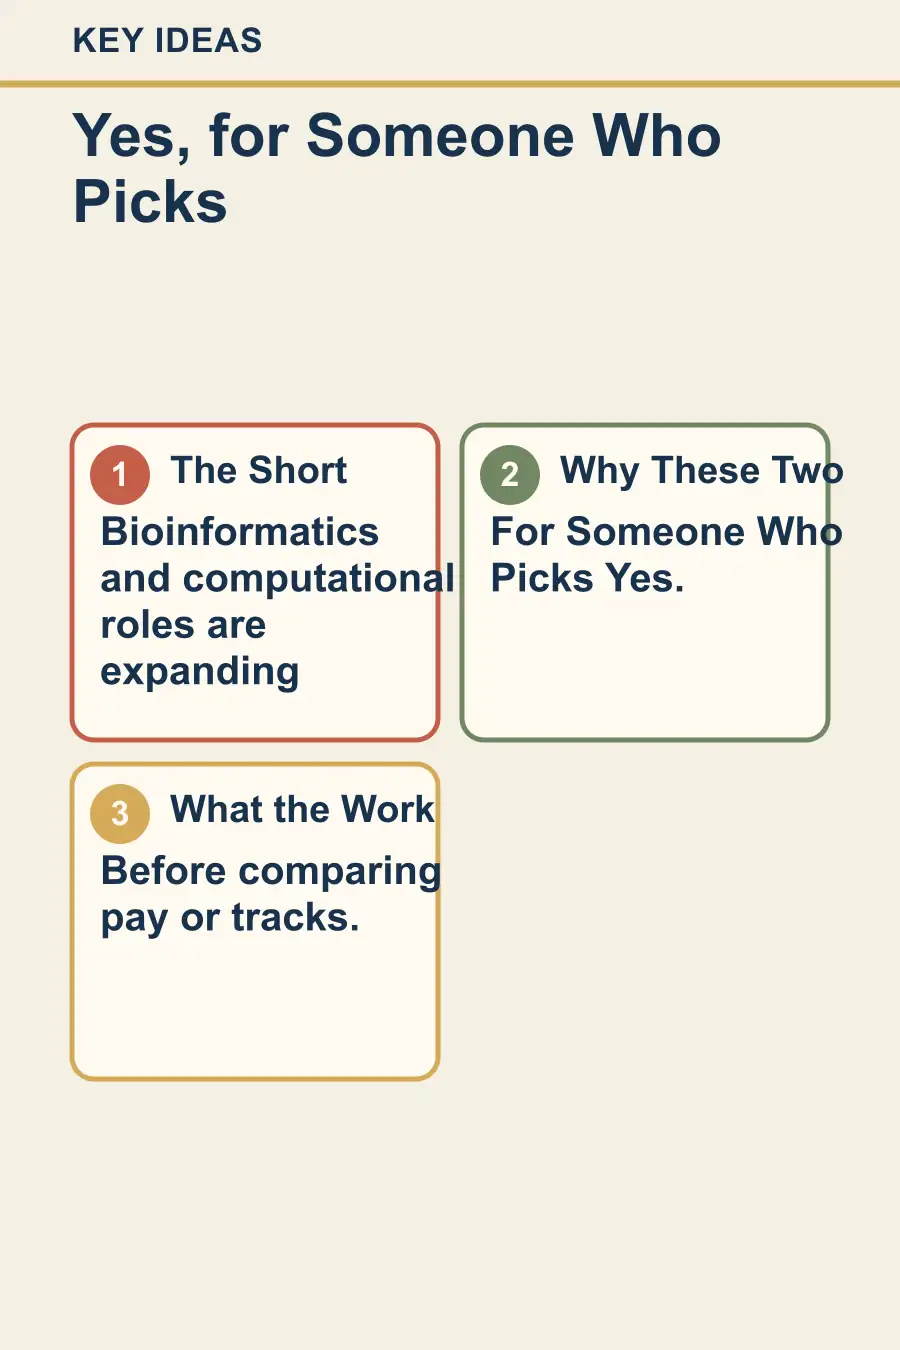 KEY IDEAS
Yes, for Someone Who
Picks
1 The Short
Bioinformatics
and computational
roles are
expanding
2 Why These Two
For Someone Who
Picks Yes.
3 What the Work
Before comparing
pay or tracks.